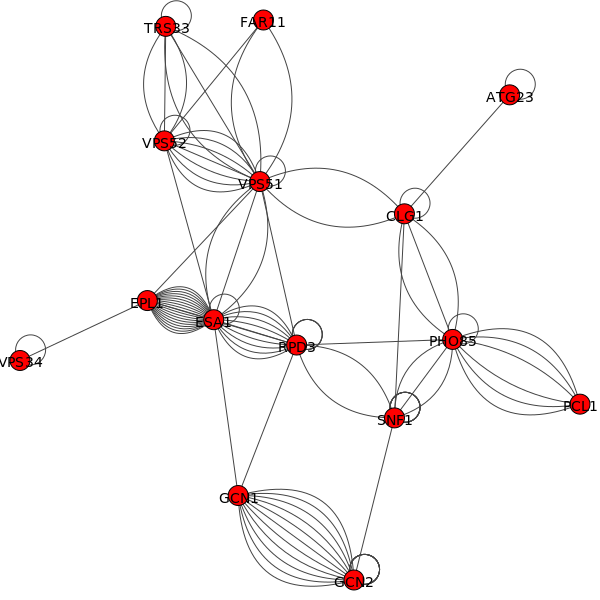 TRS33
FAR11
ATG23
VPS52
VPS51
CLG1
EPL1
ESA1
RPD3
PHO85
VPS34
PCL1
SNF1
GCN1
GCN2